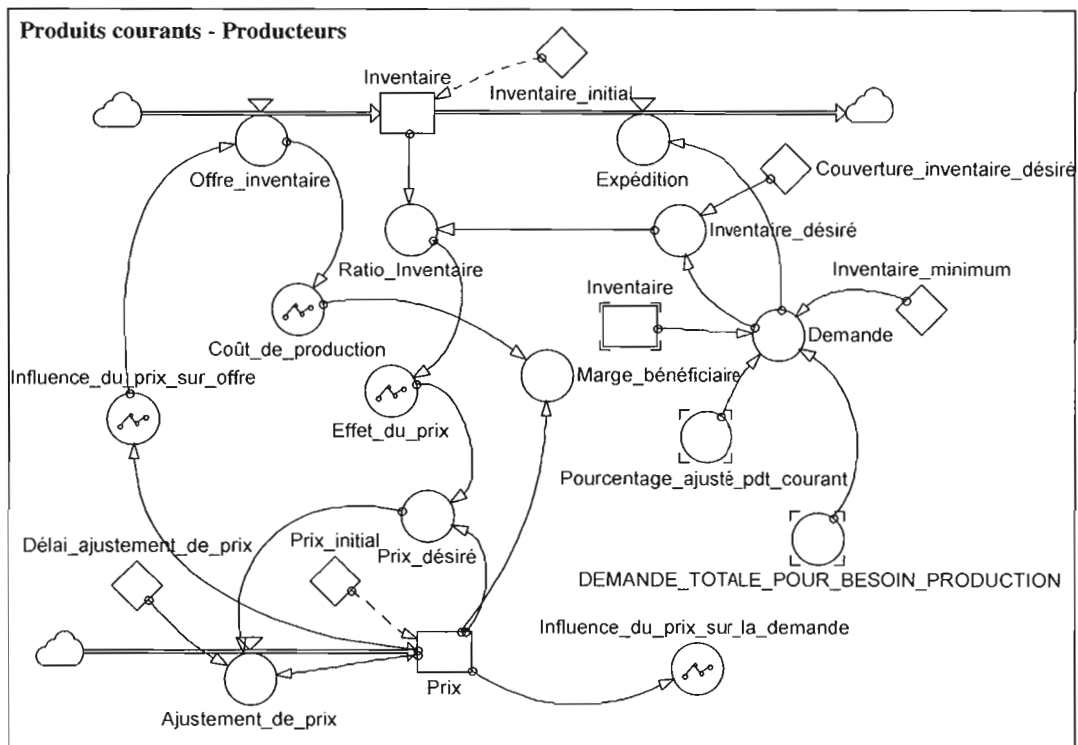 Produits courants - Producteurs
Inventaire
Inventaire_initial
Offre_inventaire
Expédition
Couverture_inventaire_désiré
Inventaire_désiré
Ratio_Inventaire
Inventaire
Inventaire_minimum
Demande
Coût_de_production
Influence_du_prix_sur_offre
Marge_bénéficiaire
Effet_du_prix
Pourcentage_ajusté_pdt_courant
Délai_ajustement_de_prix
Prix_initial
Prix_désiré
DEMANDE_TOTALE_POUR_BESOIN_PRODUCTION
Influence_du_prix_sur_la_demande
Prix
Ajustement_de_prix